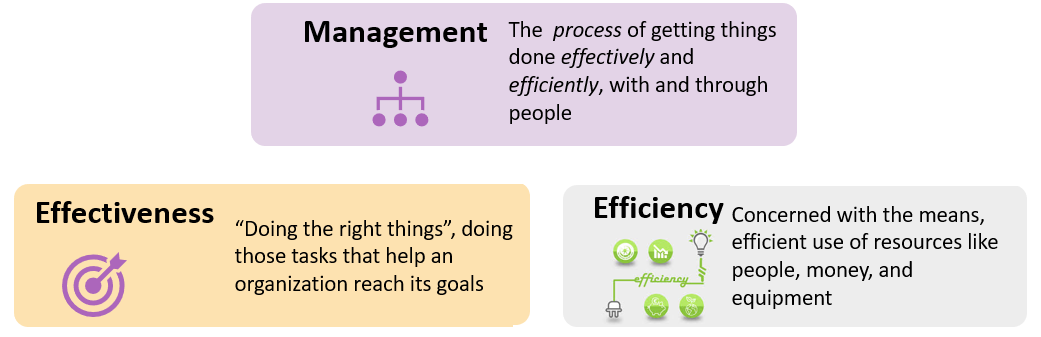 Management
The process of getting things
done effectively and
efficiently, with and through
people
Effectiveness
“Doing the right things”, doing
those tasks that help an
organization reach its goals
Efficiency
Concerned with the means,
efficient use of resources like
people, money, and
equipment
efficiency